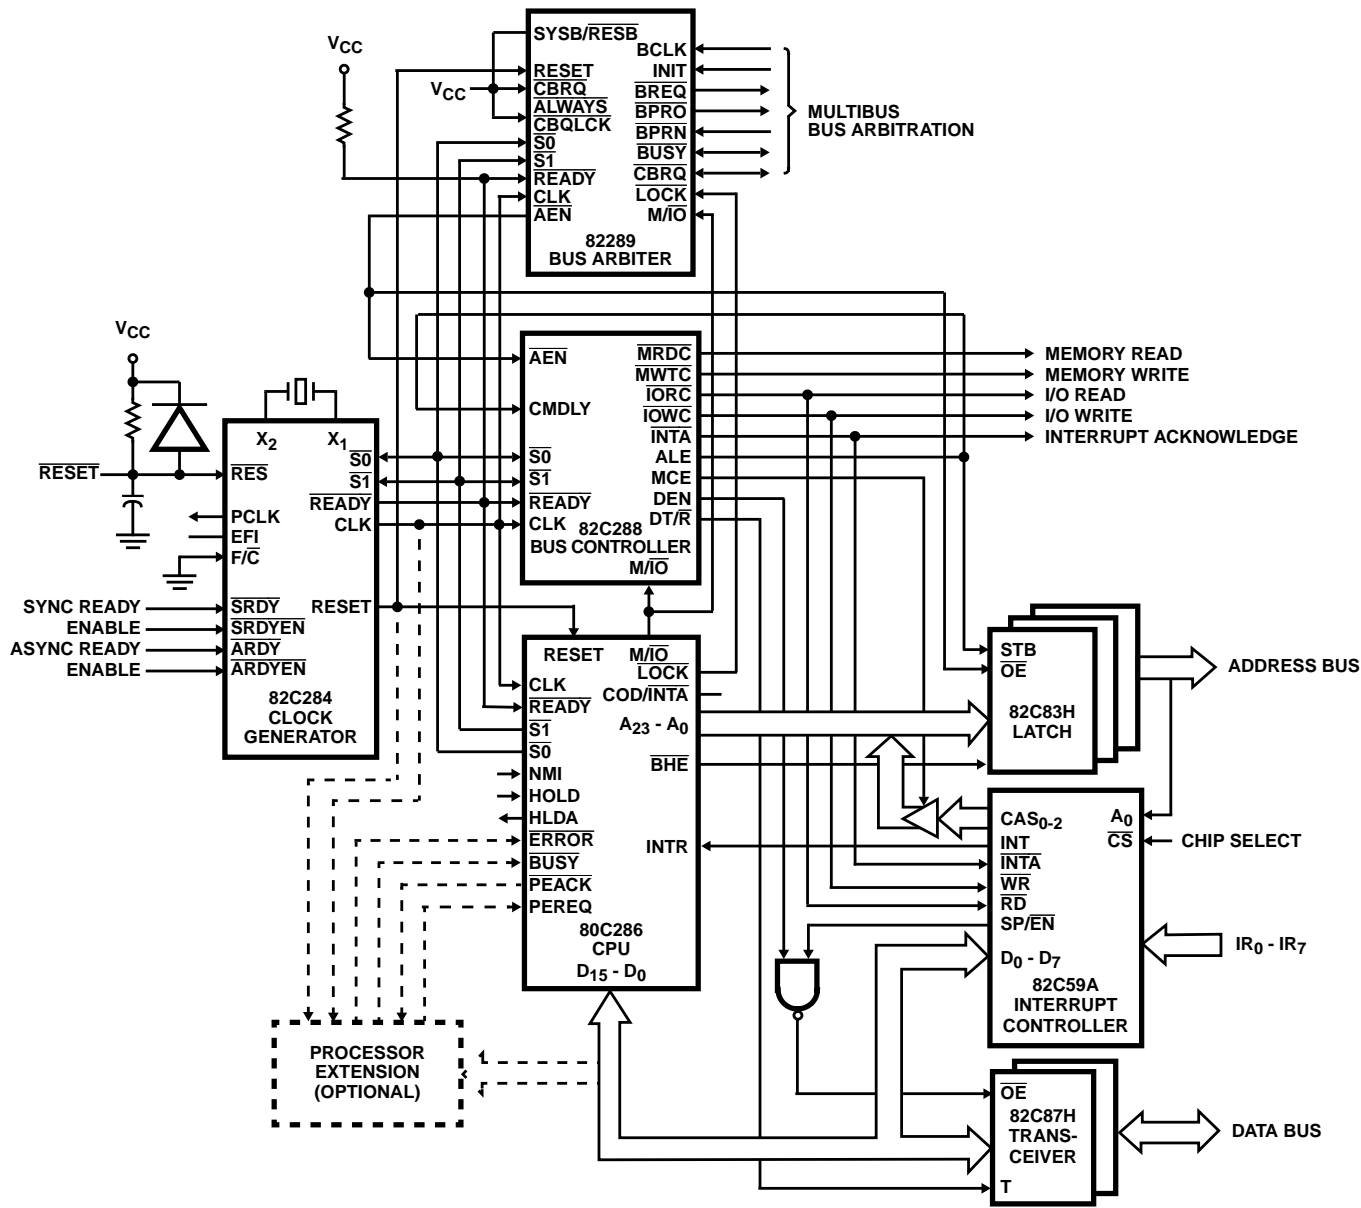 VCC
SYSB/RESB
RESET
VCC
CBRQ
ALWAYS
CBQLCK
S0
S1
READY
CLK
AEN
BCLK
INIT
BREQ
BPRO
BPRN
BUSY
CBRQ
LOCK
M/IO
82289
BUS ARBITER
MULTIBUS
BUS ARBITRATION
VCC
RESET
X2
X1
RES
PCLK
EFI
F/C
S0
S1
READY
CLK
RESET
SYNC READY
ENABLE
ASYNC READY
ENABLE
SRDY
SRDYEN
ARDY
ARDYEN
82C284
CLOCK
GENERATOR
AEN
CMDLY
S0
S1
READY
CLK
MRDC
MWTC
IORC
IOWC
INTA
ALE
MCE
DEN
DT/R
82C288
BUS CONTROLLER
M/IO
MEMORY READ
MEMORY WRITE
I/O READ
I/O WRITE
INTERRUPT ACKNOWLEDGE
RESET
M/IO
LOCK
COD/INTA
CLK
READY
S1
S0
A23 - A0
BHE
NMI
HOLD
HLDA
ERROR
BUSY
PEACK
PEREQ
INTR
80C286
CPU
D15 - D0
STB
OE
82C83H
LATCH
ADDRESS BUS
CAS0-2
INT
INTA
WR
RD
SP/EN
D0 - D7
A0
CS
CHIP SELECT
IR0 - IR7
82C59A
INTERRUPT
CONTROLLER
PROCESSOR
EXTENSION
(OPTIONAL)
OE
82C87H
TRANS-
CEIVER
T
DATA BUS